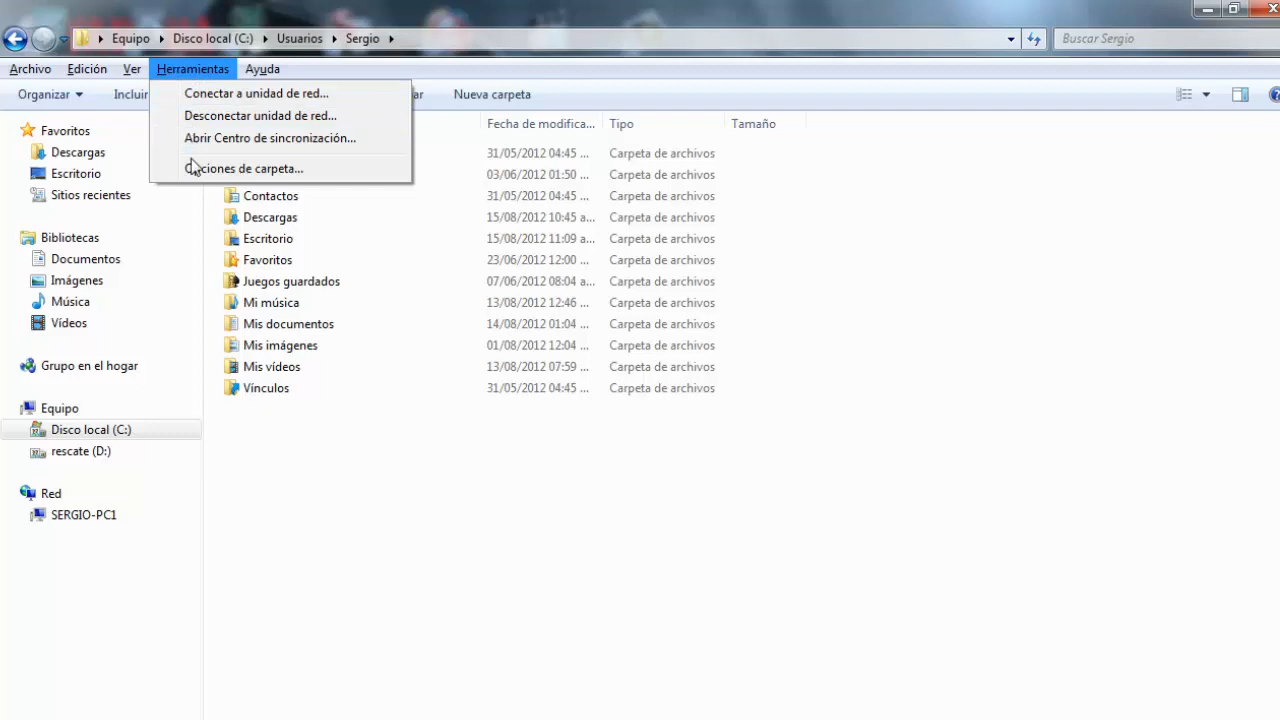 Equipo Disco local (C:) Usuarios Sergio Buscar Sergio
Archivo Edición Ver Herramientas Ayuda
Organizar Incluir Nueva carpeta
Conectar a unidad de red...
Desconectar unidad de red...
Abrir Centro de sincronización...
de carpeta...
Favoritos
Descargas
Escritorio
Sitios recientes
Bibliotecas
Documentos
Imágenes
Música
Vídeos
Grupo en el hogar
Equipo
Disco local (C:)
rescate (D:)
Red
SERGIO-PC1
Fecha de modifica... Tipo Tamaño
31/05/2012 04:45 ... Carpeta de archivos
03/06/2012 01:50 ... Carpeta de archivos
Contactos 31/05/2012 04:45 ... Carpeta de archivos
Descargas 15/08/2012 10:45 a... Carpeta de archivos
Escritorio 15/08/2012 11:09 a... Carpeta de archivos
Favoritos 23/06/2012 12:00 ... Carpeta de archivos
Juegos guardados 07/06/2012 08:04 a... Carpeta de archivos
Mi música 13/08/2012 12:46 ... Carpeta de archivos
Mis documentos 14/08/2012 01:04 ... Carpeta de archivos
Mis imágenes 01/08/2012 12:04 ... Carpeta de archivos
Mis vídeos 13/08/2012 07:59 ... Carpeta de archivos
Vínculos 31/05/2012 04:45 ... Carpeta de archivos